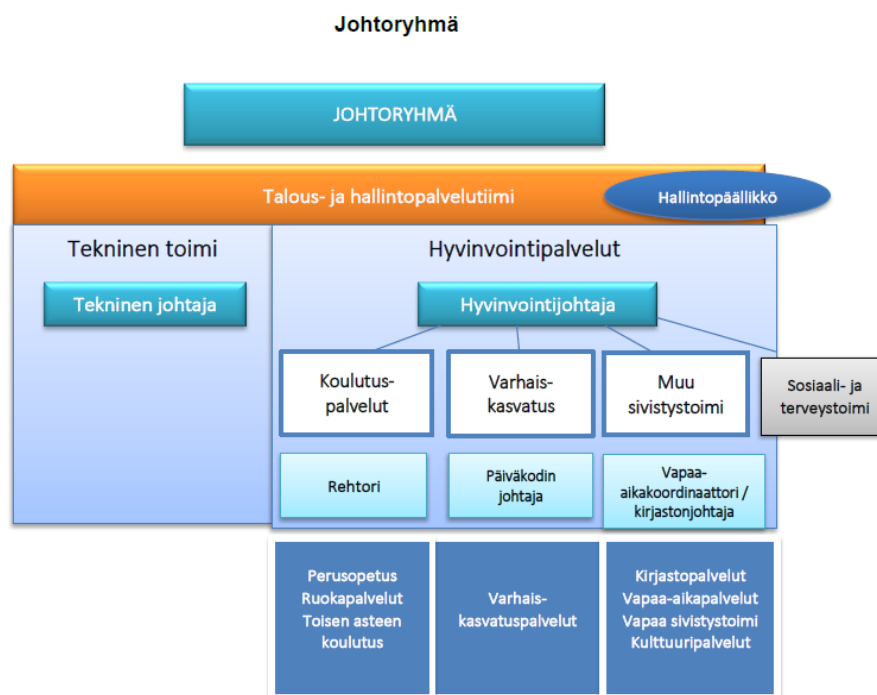 Johtoryhmä
JOHTORYHMÄ
Talous- ja hallintopalvelutiimi
Hallintopäällikkö
Tekninen toimi
Hyvinvointipalvelut
Tekninen johtaja
Hyvinvointijohtaja
Koulutus-
palvelut
Varhais-
kasvatus
Muu
sivistystoimi
Sosiaali- ja
terveystoimi
Rehtori
Päiväkodin
johtaja
Vapaa-
aikakoordinaattori /
kirjastonjohtaja
Perusopetus
Ruokapalvelut
Toisen asteen
koulutus
Varhais-
kasvatuspalvelut
Kirjastopalvelut
Vapaa-aikapalvelut
Vapaa sivistystoimi
Kulttuuripalvelut